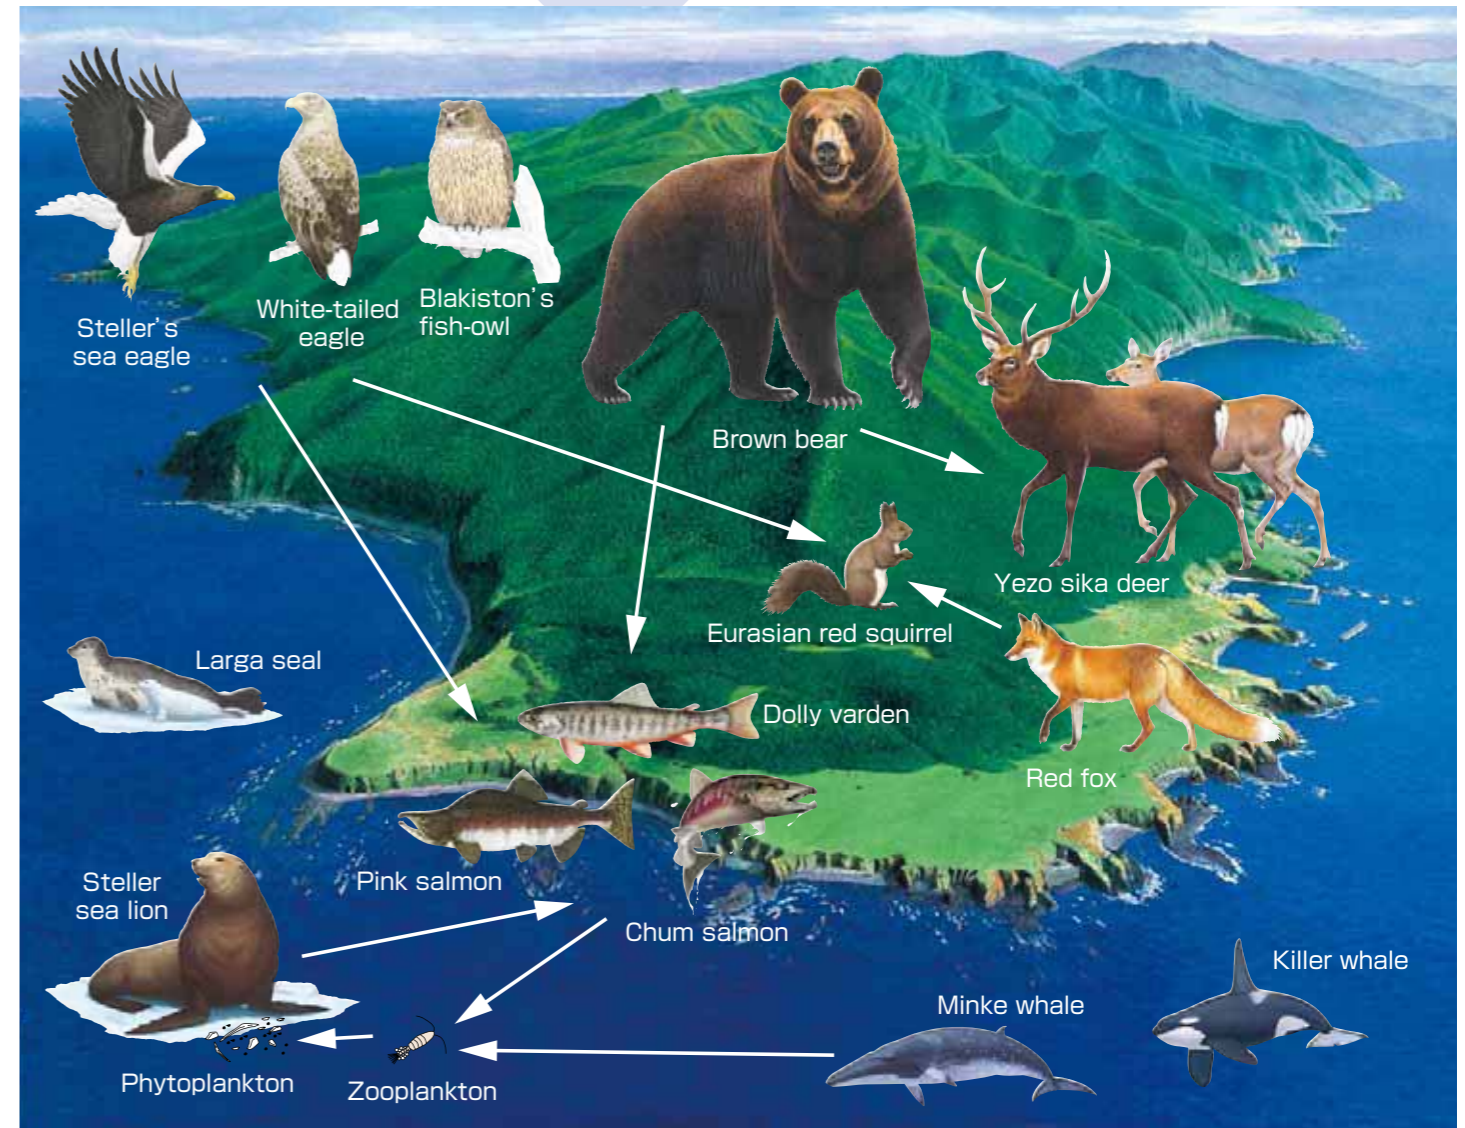 Steller's
sea eagle
White-tailed
eagle
Blakiston's
fish-owl
Brown bear
Yezo sika deer
Eurasian red squirrel
Larga seal
Dolly varden
Red fox
Pink salmon
Steller
sea lion
Chum salmon
Killer whale
Minke whale
Phytoplankton
Zooplankton